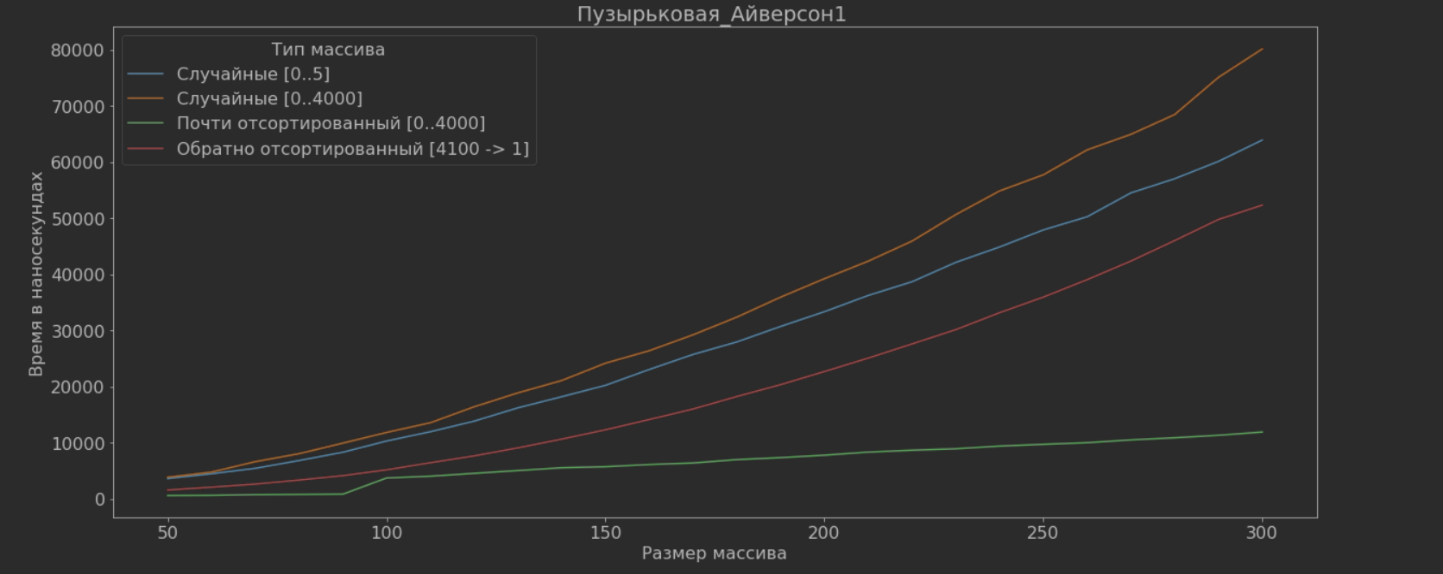 Пузырьковая_Айверсон1
Тип массива
Случайные [0..5]
Случайные [0..4000]
Почти отсортированный [0..4000]
Обратно отсортированный [4100 -> 1]
Время в наносекундах
80000
70000
60000
50000
40000
30000
20000
10000
0
50 100 150 200 250 300
Размер массива